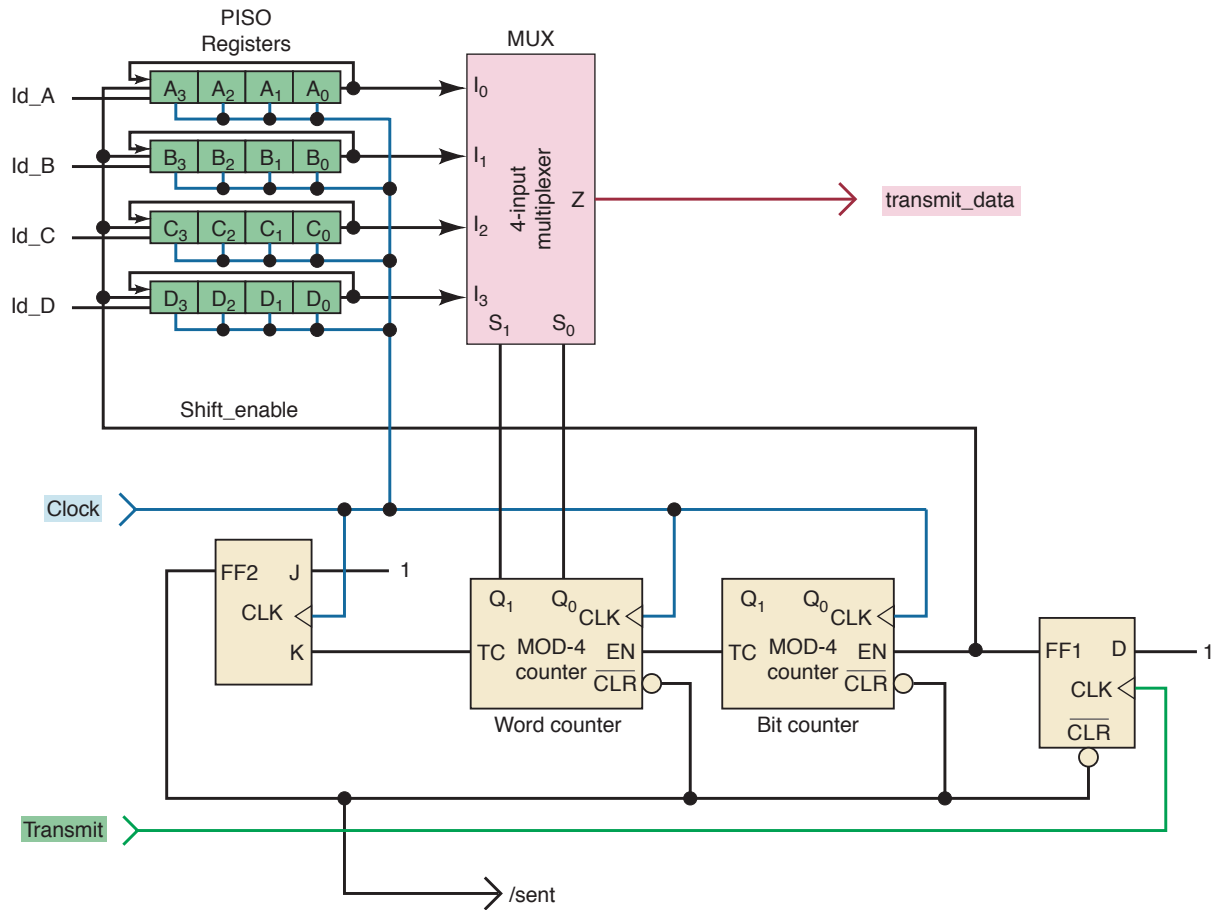 PISO
Registers
MUX
ld_A
A3 A2 A1 A0
I0
ld_B
B3 B2 B1 B0
I1
4-input
multiplexer
Z
transmit_data
ld_C
C3 C2 C1 C0
I2
ld_D
D3 D2 D1 D0
I3
S1 S0
Shift_enable
Clock
FF2 J
1
CLK
K
Q1 Q0
CLK
TC
MOD-4
counter
EN
CLR
Word counter
Q1 Q0
CLK
TC
MOD-4
counter
EN
CLR
Bit counter
FF1 D
1
CLK
CLR
Transmit
/sent